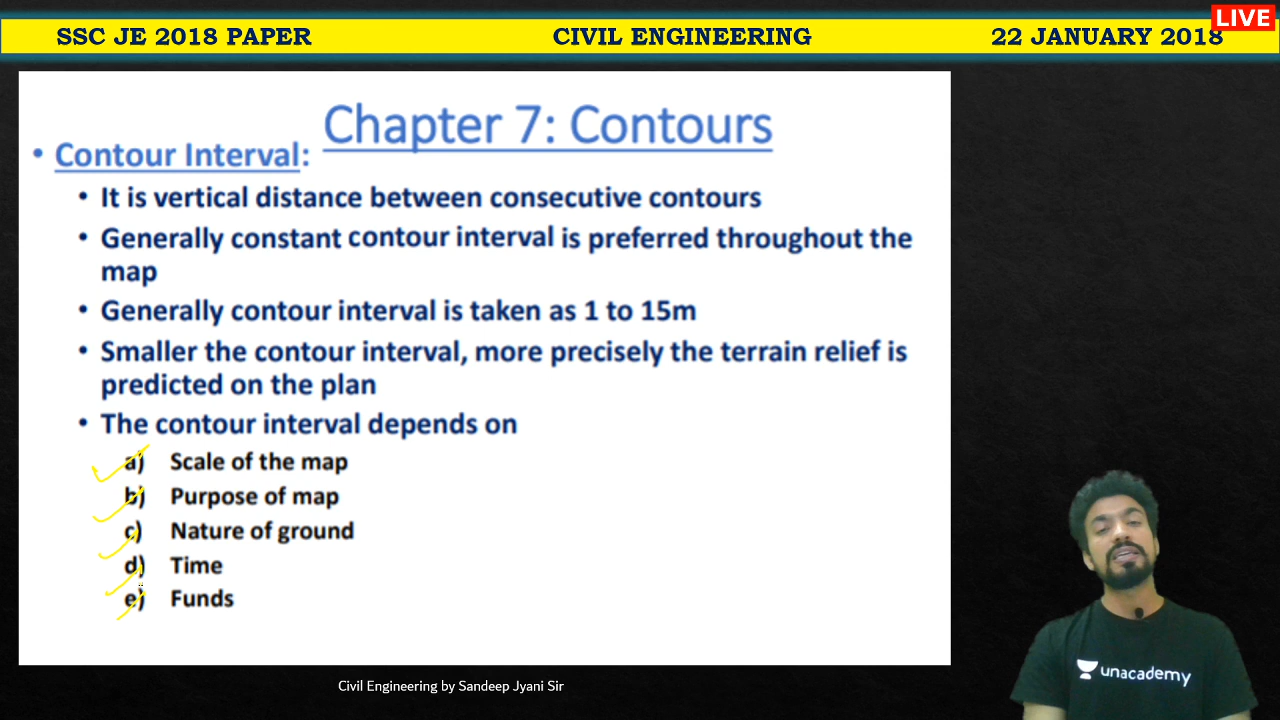 LIVE
SSC JE 2018 PAPER CIVIL ENGINEERING 22 JANUARY 2018
Chapter 7: Contours
• Contour Interval:
• It is vertical distance between consecutive contours
• Generally constant contour interval is preferred throughout the
map
• Generally contour interval is taken as 1 to 15m
• Smaller the contour interval, more precisely the terrain relief is
predicted on the plan
• The contour interval depends on
a) Scale of the map
b) Purpose of map
c) Nature of ground
d) Time
e) Funds
unacademy
Civil Engineering by Sandeep Jyani Sir